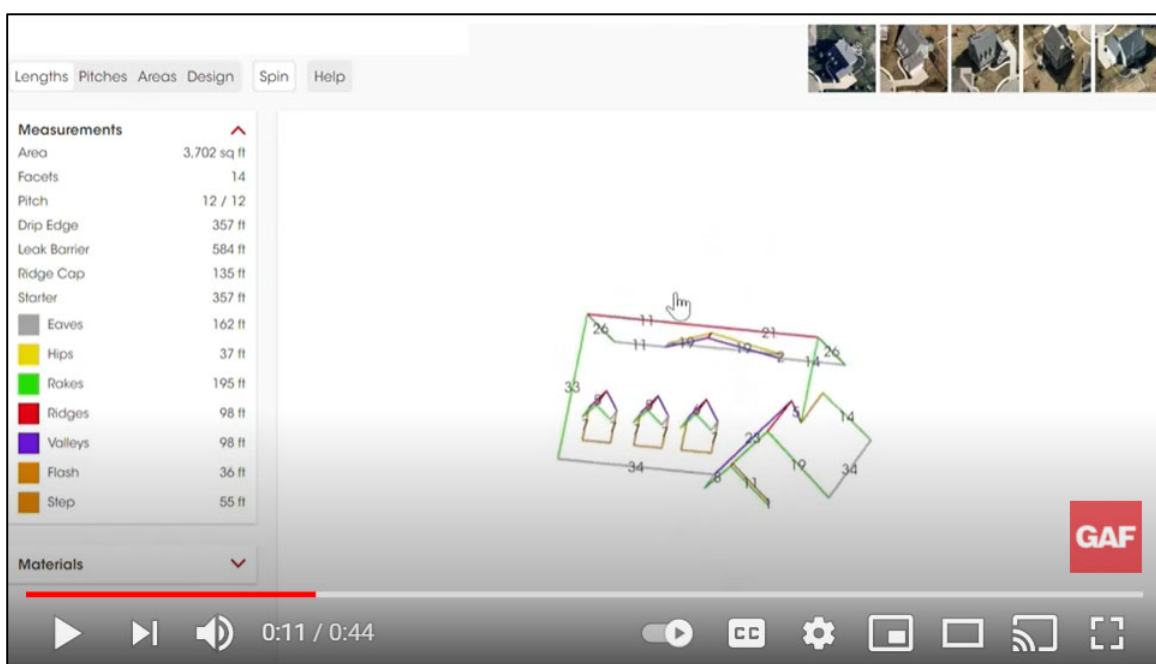 Lengths Pitches Areas Design Spin Help
Measurements
Area 3,702 sq ft
Facets 14
Pitch 12 / 12
Drip Edge 357 ft
Leak Barrier 584 ft
Ridge Cap 135 ft
Starter 357 ft
Eaves 162 ft
Hips 37 ft
Rakes 195 ft
Ridges 98 ft
Valleys 98 ft
Flash 36 ft
Step 55 ft
Materials
11 21
26 11 19 19 2 14 26
33
5 14
23
34 8 11 19 34
GAF
0:11 / 0:44
CC